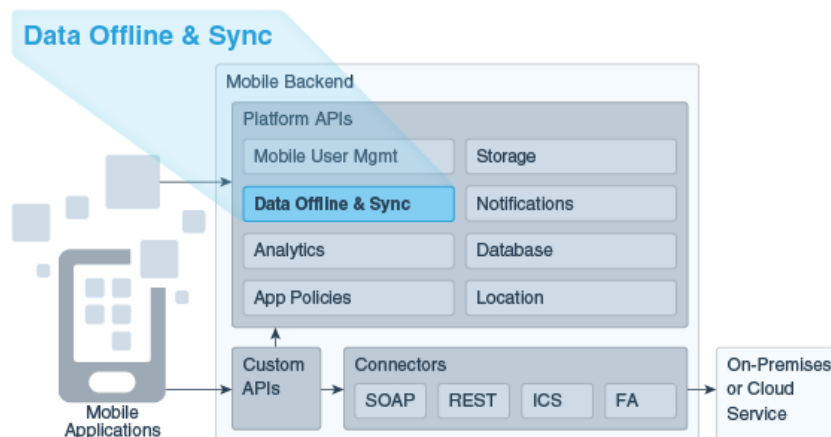 Data Offline & Sync
Mobile Backend
Platform APIs
Mobile User Mgmt
Storage
Data Offline & Sync
Notifications
Analytics
Database
App Policies
Location
Custom
APIs
Connectors
SOAP
REST
ICS
FA
On-Premises
or Cloud
Service
Mobile
Applications